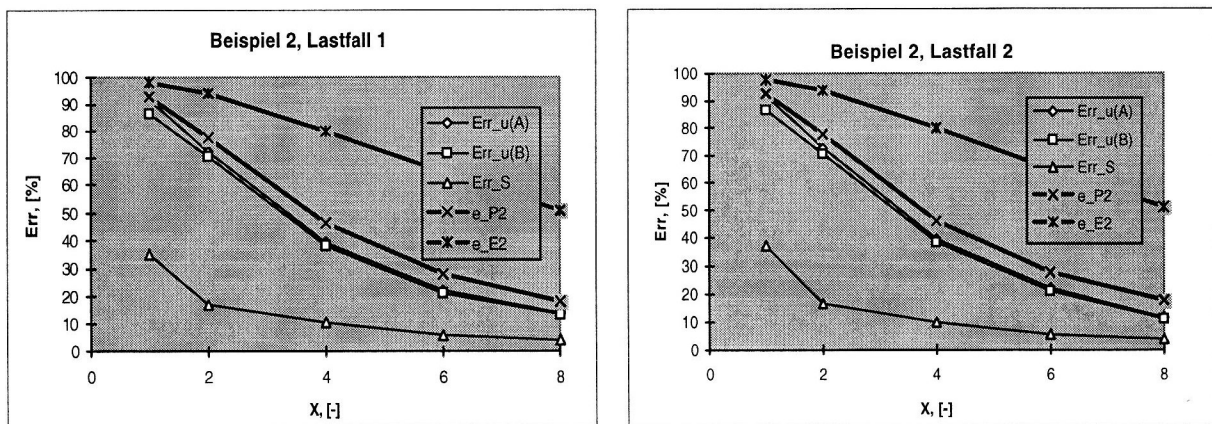 Beispiel 2, Lastfall 1
Err, [%]
100
90
80
70
60
50
40
30
20
10
0
0 2 4 6 8
X, [-]
Err_u(A)
Err_u(B)
Err_S
e_P2
e_E2
Beispiel 2, Lastfall 2
Err, [%]
100
90
80
70
60
50
40
30
20
10
0
0 2 4 6 8
X, [-]
Err_u(A)
Err_u(B)
Err_S
e_P2
e_E2